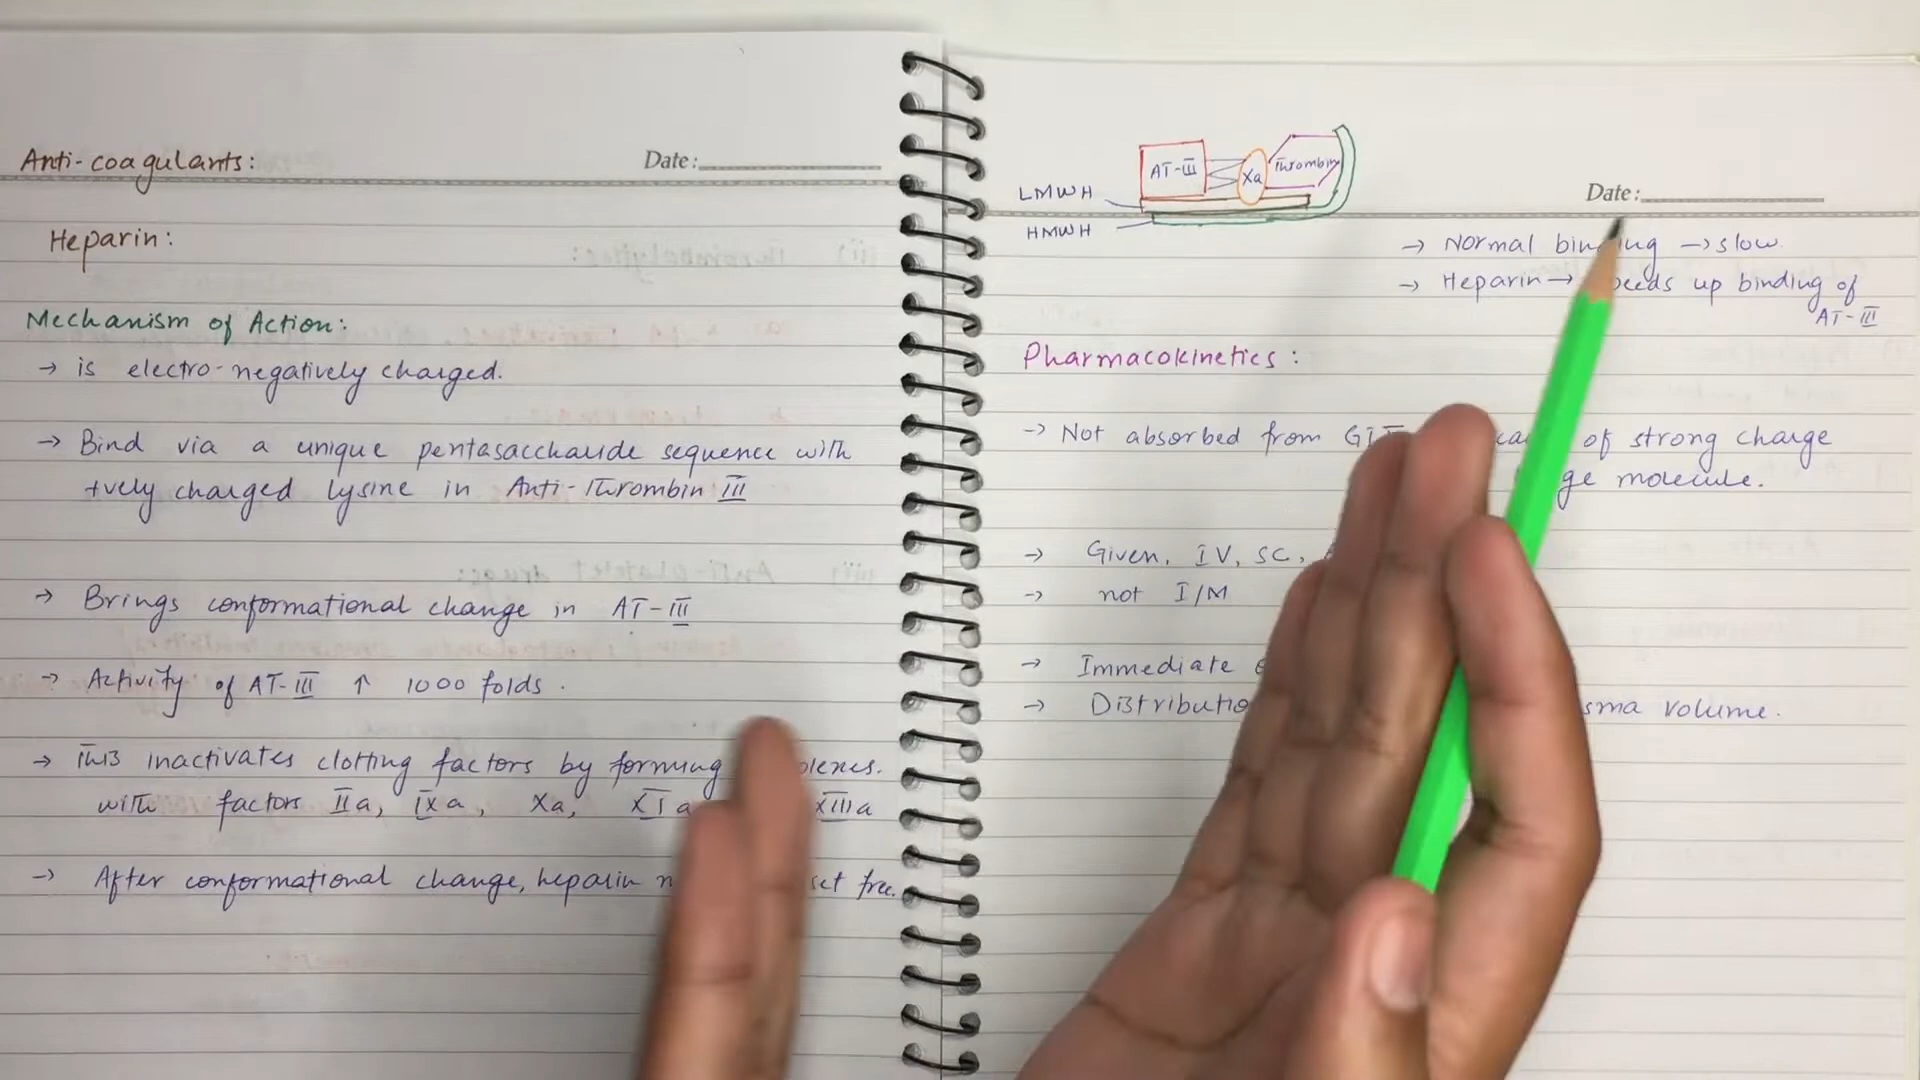 Anti-coagulants:
Date:
Heparin:
Mechanism of Action:
→ is electro-negatively charged.
→ Bind via a unique pentasaccharide sequence with
+vely charged lysine in Anti-Thrombin III
→ Brings conformational change in AT-III
→ Activity of AT-III ↑ 1000 folds.
→ This inactivates clotting factors by forming
with factors IIa, IXa, Xa, XIa XIIIa
→ After conformational change, heparin set free.
AT-III Xa Thrombin
LMWH
HMWH
Date:
→ Normal binding → slow.
→ Heparin → up binding of
AT-III
Pharmacokinetics:
→ Not absorbed from GIT of strong charge
molecule.
→ Given, IV, SC,
→ not I/M
→ Immediate
→ volume.